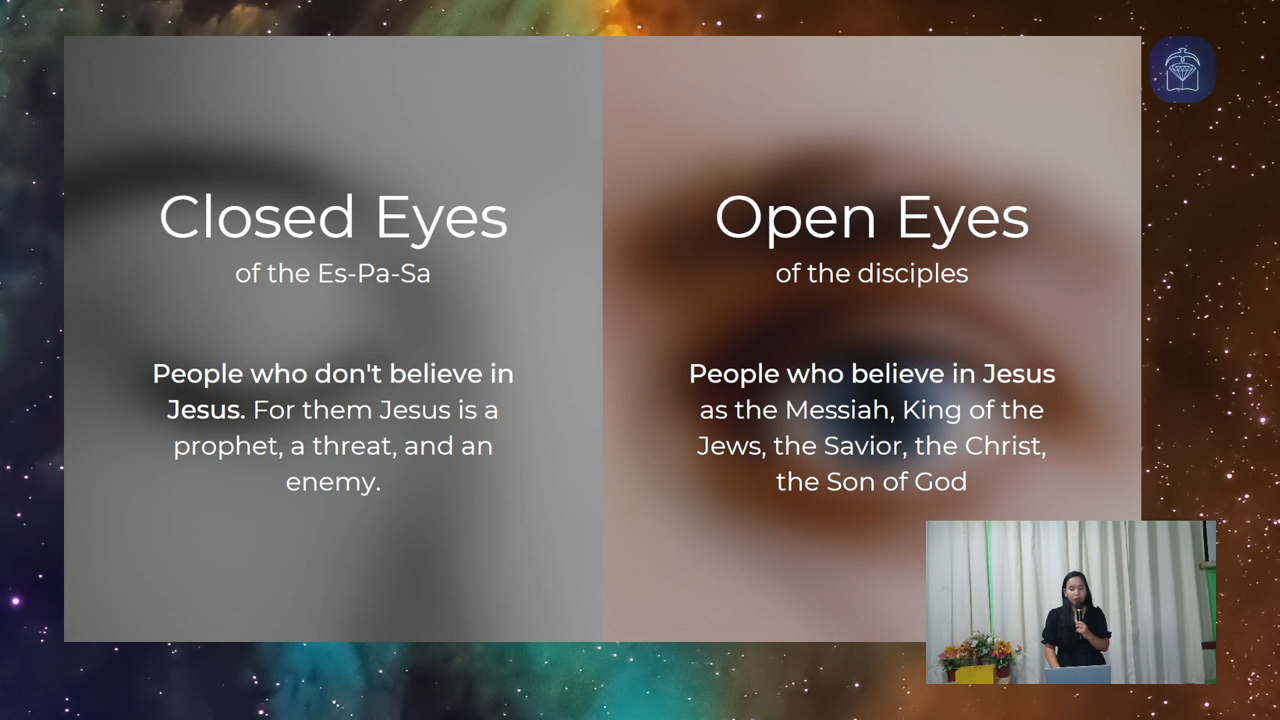 Closed Eyes
of the Es-Pa-Sa
People who don't believe in
Jesus. For them Jesus is a
prophet, a threat, and an
enemy.
Open Eyes
of the disciples
People who believe in Jesus
as the Messiah, King of the
Jews, the Savior, the Christ,
the Son of God